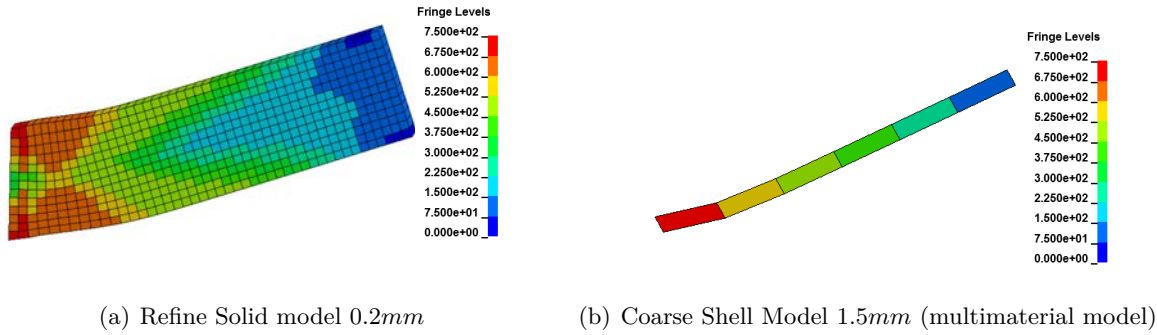 Fringe Levels
7.500e+02
6.750e+02
6.000e+02
5.250e+02
4.500e+02
3.750e+02
3.000e+02
2.250e+02
1.500e+02
7.500e+01
0.000e+00
Fringe Levels
7.500e+02
6.750e+02
6.000e+02
5.250e+02
4.500e+02
3.750e+02
3.000e+02
2.250e+02
1.500e+02
7.500e+01
0.000e+00
(a) Refine Solid model 0.2mm
(b) Coarse Shell Model 1.5mm (multimaterial model)